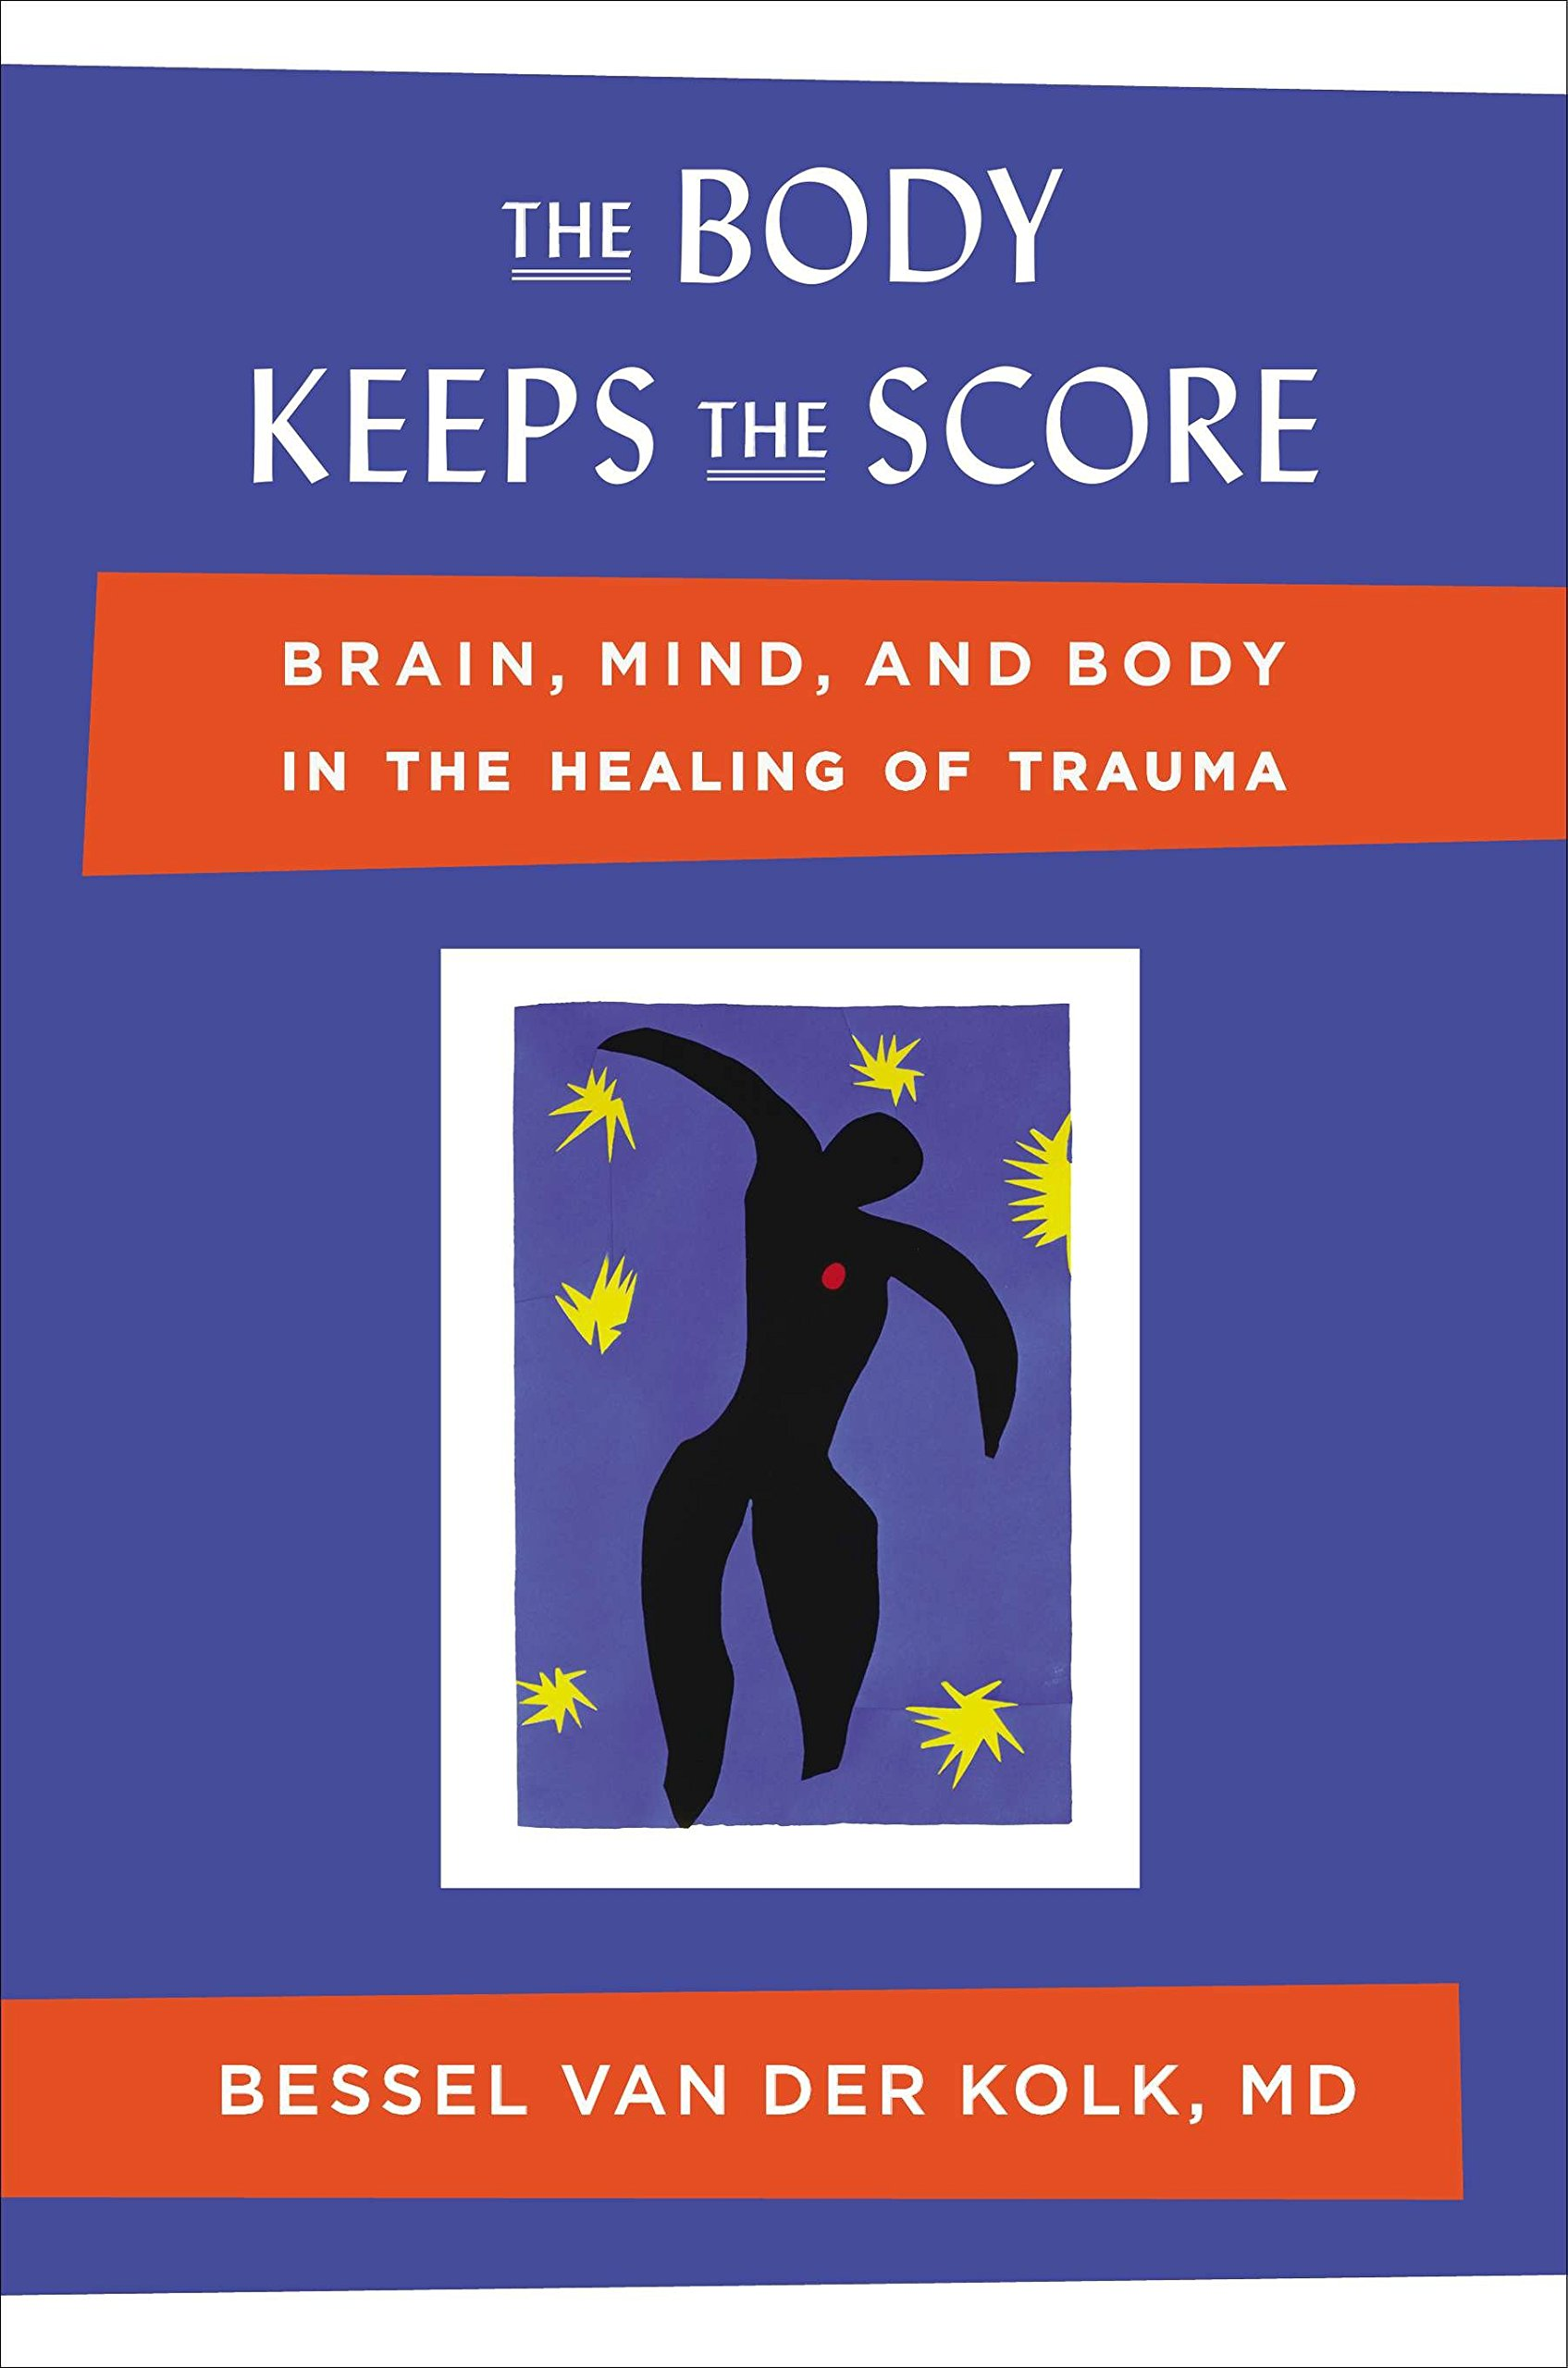 THE BODY
KEEPS THE SCORE
BRAIN, MIND, AND BODY
IN THE HEALING OF TRAUMA
BESSEL VAN DER KOLK, MD